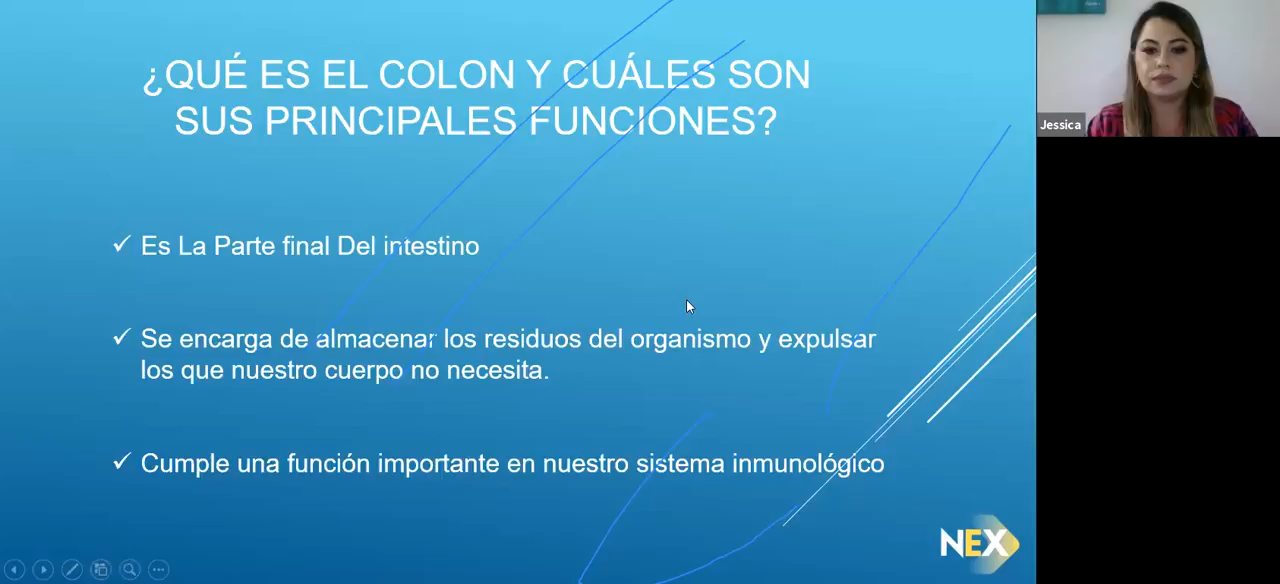 ¿QUÉ ES EL COLON Y CUÁLES SON
SUS PRINCIPALES FUNCIONES?
✓ Es La Parte final Del intestino
✓ Se encarga de almacenar los residuos del organismo y expulsar
los que nuestro cuerpo no necesita.
✓ Cumple una función importante en nuestro sistema inmunológico
NEX
Jessica